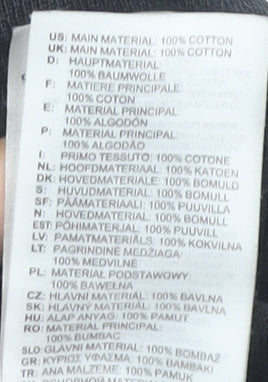 US: MAIN MATERIAL: 100% COTTON
UK: MAIN MATERIAL: 100% COTTON
D: HAUPTMATERIAL:
100% BAUMWOLLE
F: MATIERE PRINCIPALE:
100% COTON
E: MATERIAL PRINCIPAL
100% ALGODÓN
P: MATERIAL PRINCIPAL:
100% ALGODÃO
I: PRIMO TESSUTO: 100% COTONE
NL: HOOFDMATERIAAL: 100% KATOEN
DK: HOVEDMATERIALE: 100% BOMULD
S: HUVUDMATERIAL: 100% BOMULL
SF: PÄÄMATERIAALI: 100% PUUVILLA
N: HOVEDMATERIAL: 100% BOMULL
EST: PÕHIMATERJAL: 100% PUUVILL
LV: PAMATMATERIĀLS: 100% KOKVILNA
LT: PAGRINDINĖ MEDŽIAGA
100% MEDVILNĖ
PL: MATERIAŁ PODSTAWOWY:
100% BAWEŁNA
CZ: HLAVNÍ MATERIÁL: 100% BAVLNA
SK: HLAVNÝ MATERIÁL: 100% BAVLNA
HU: ALAP ANYAG: 100% PAMUT
RO: MATERIAL PRINCIPAL:
100% BUMBAC
SLO: GLAVNI MATERIAL: 100% BOMBAŽ
GR: ΚΥΡΙΟΣ ΥΦΑΣΜΑ: 100% ΒΑΜΒΑΚΙ
TR: ANA MALZEME: 100% PAMUK